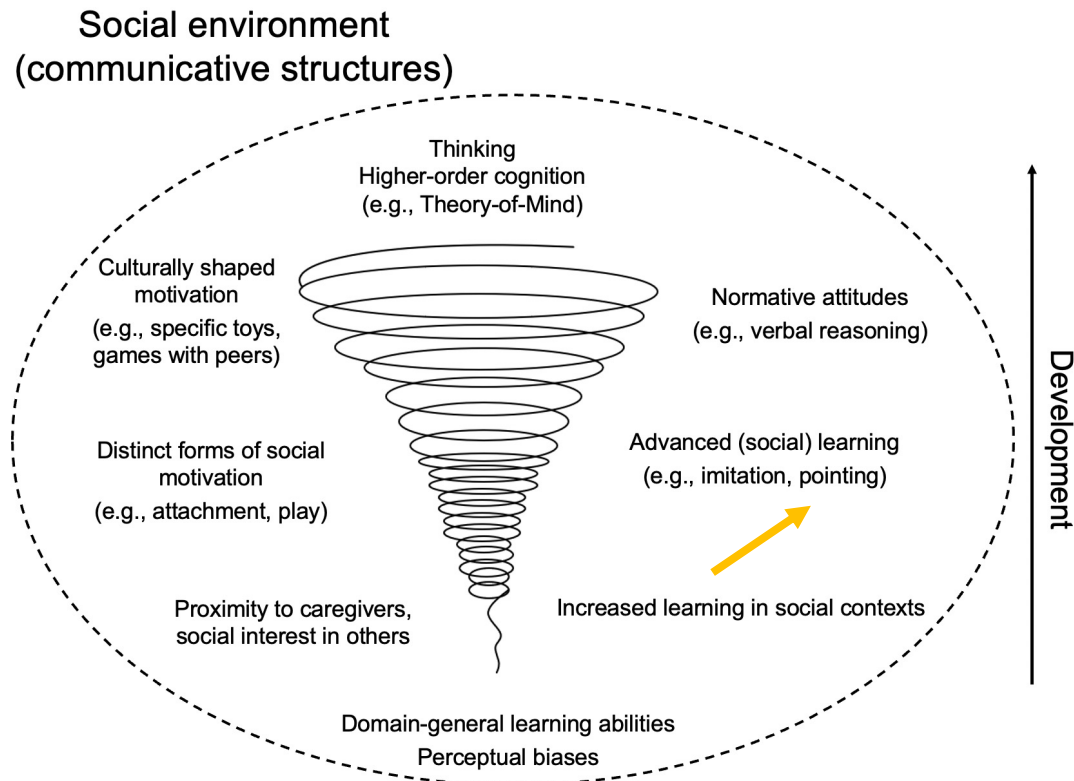 Social environment
(communicative structures)
Thinking
Higher-order cognition
(e.g., Theory-of-Mind)
Culturally shaped
motivation
(e.g., specific toys,
games with peers)
Normative attitudes
(e.g., verbal reasoning)
Distinct forms of social
motivation
(e.g., attachment, play)
Advanced (social) learning
(e.g., imitation, pointing)
Proximity to caregivers,
social interest in others
Increased learning in social contexts
Domain-general learning abilities
Perceptual biases
Development